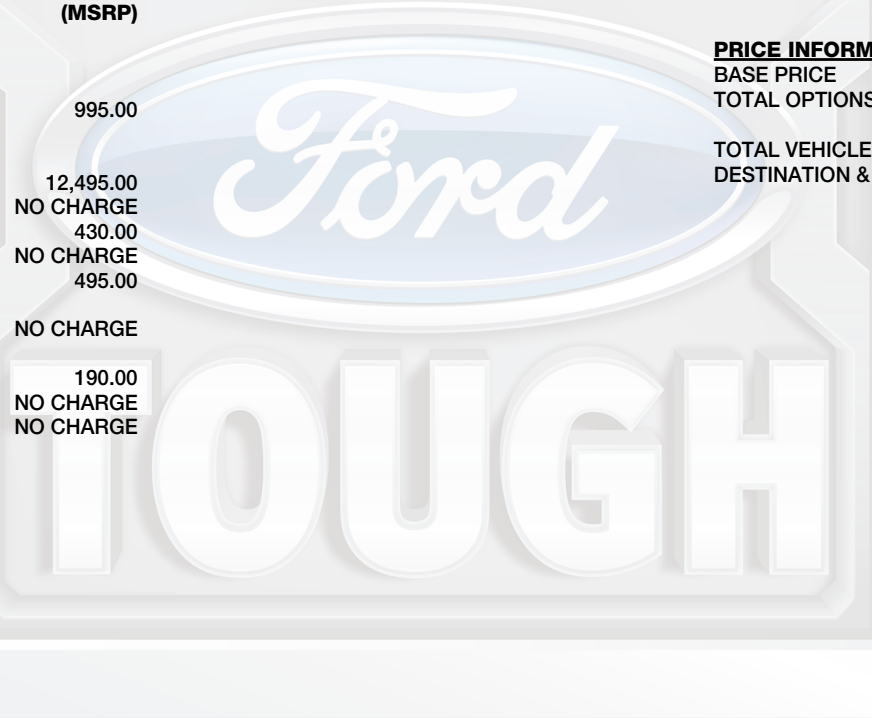 (MSRP)
995.00
12,495.00
NO CHARGE
430.00
NO CHARGE
495.00
NO CHARGE
190.00
NO CHARGE
NO CHARGE
PRICE INFORM
BASE PRICE
TOTAL OPTIONS
TOTAL VEHICLE
DESTINATION &
Ford
TOUGH